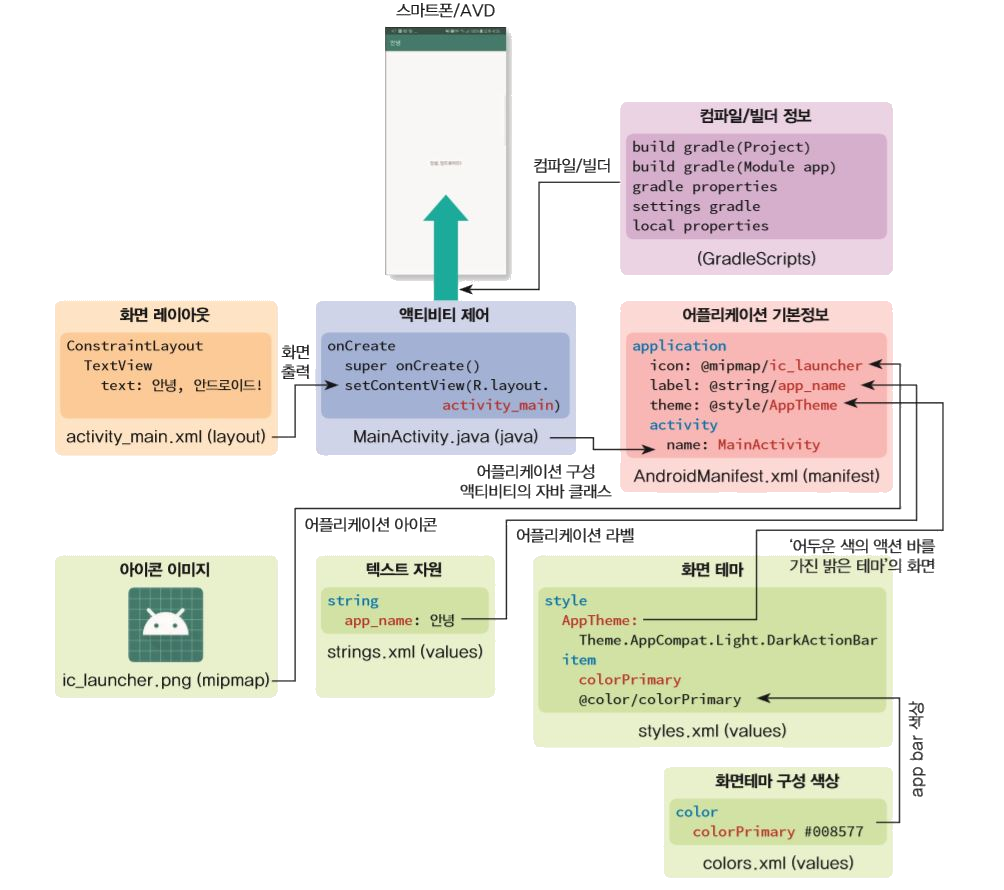 스마트폰/AVD
안녕
안녕, 안드로이드!
컴파일/빌더
컴파일/빌더 정보
build gradle(Project)
build gradle(Module app)
gradle properties
settings gradle
local properties
(GradleScripts)
화면 레이아웃
ConstraintLayout
TextView
text: 안녕, 안드로이드!
activity_main.xml (layout)
화면
출력
액티비티 제어
onCreate
super onCreate()
setContentView(R.layout.
activity_main)
MainActivity.java (java)
어플리케이션 기본정보
application
icon: @mipmap/ic_launcher
label: @string/app_name
theme: @style/AppTheme
activity
name: MainActivity
AndroidManifest.xml (manifest)
어플리케이션 구성
액티비티의 자바 클래스
어플리케이션 아이콘
어플리케이션 라벨
‘어두운 색의 액션 바를
가진 밝은 테마’의 화면
아이콘 이미지
ic_launcher.png (mipmap)
텍스트 자원
string
app_name: 안녕
strings.xml (values)
화면 테마
style
AppTheme:
Theme.AppCompat.Light.DarkActionBar
item
colorPrimary
@color/colorPrimary
styles.xml (values)
app bar 색상
화면테마 구성 색상
color
colorPrimary #008577
colors.xml (values)